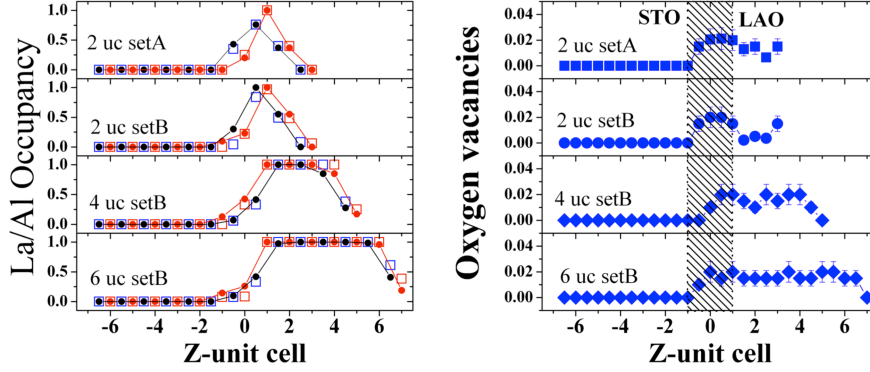 La/Al Occupancy
1.0
0.5
0.0
2 uc setA
1.0
0.5
0.0
2 uc setB
1.0
0.5
0.0
4 uc setB
1.0
0.5
0.0
6 uc setB
-6 -4 -2 0 2 4 6
Z-unit cell
Oxygen vacancies
STO LAO
0.04
0.02
0.00
2 uc setA
0.04
0.02
0.00
2 uc setB
0.04
0.02
0.00
4 uc setB
0.04
0.02
0.00
6 uc setB
-6 -4 -2 0 2 4 6
Z-unit cell